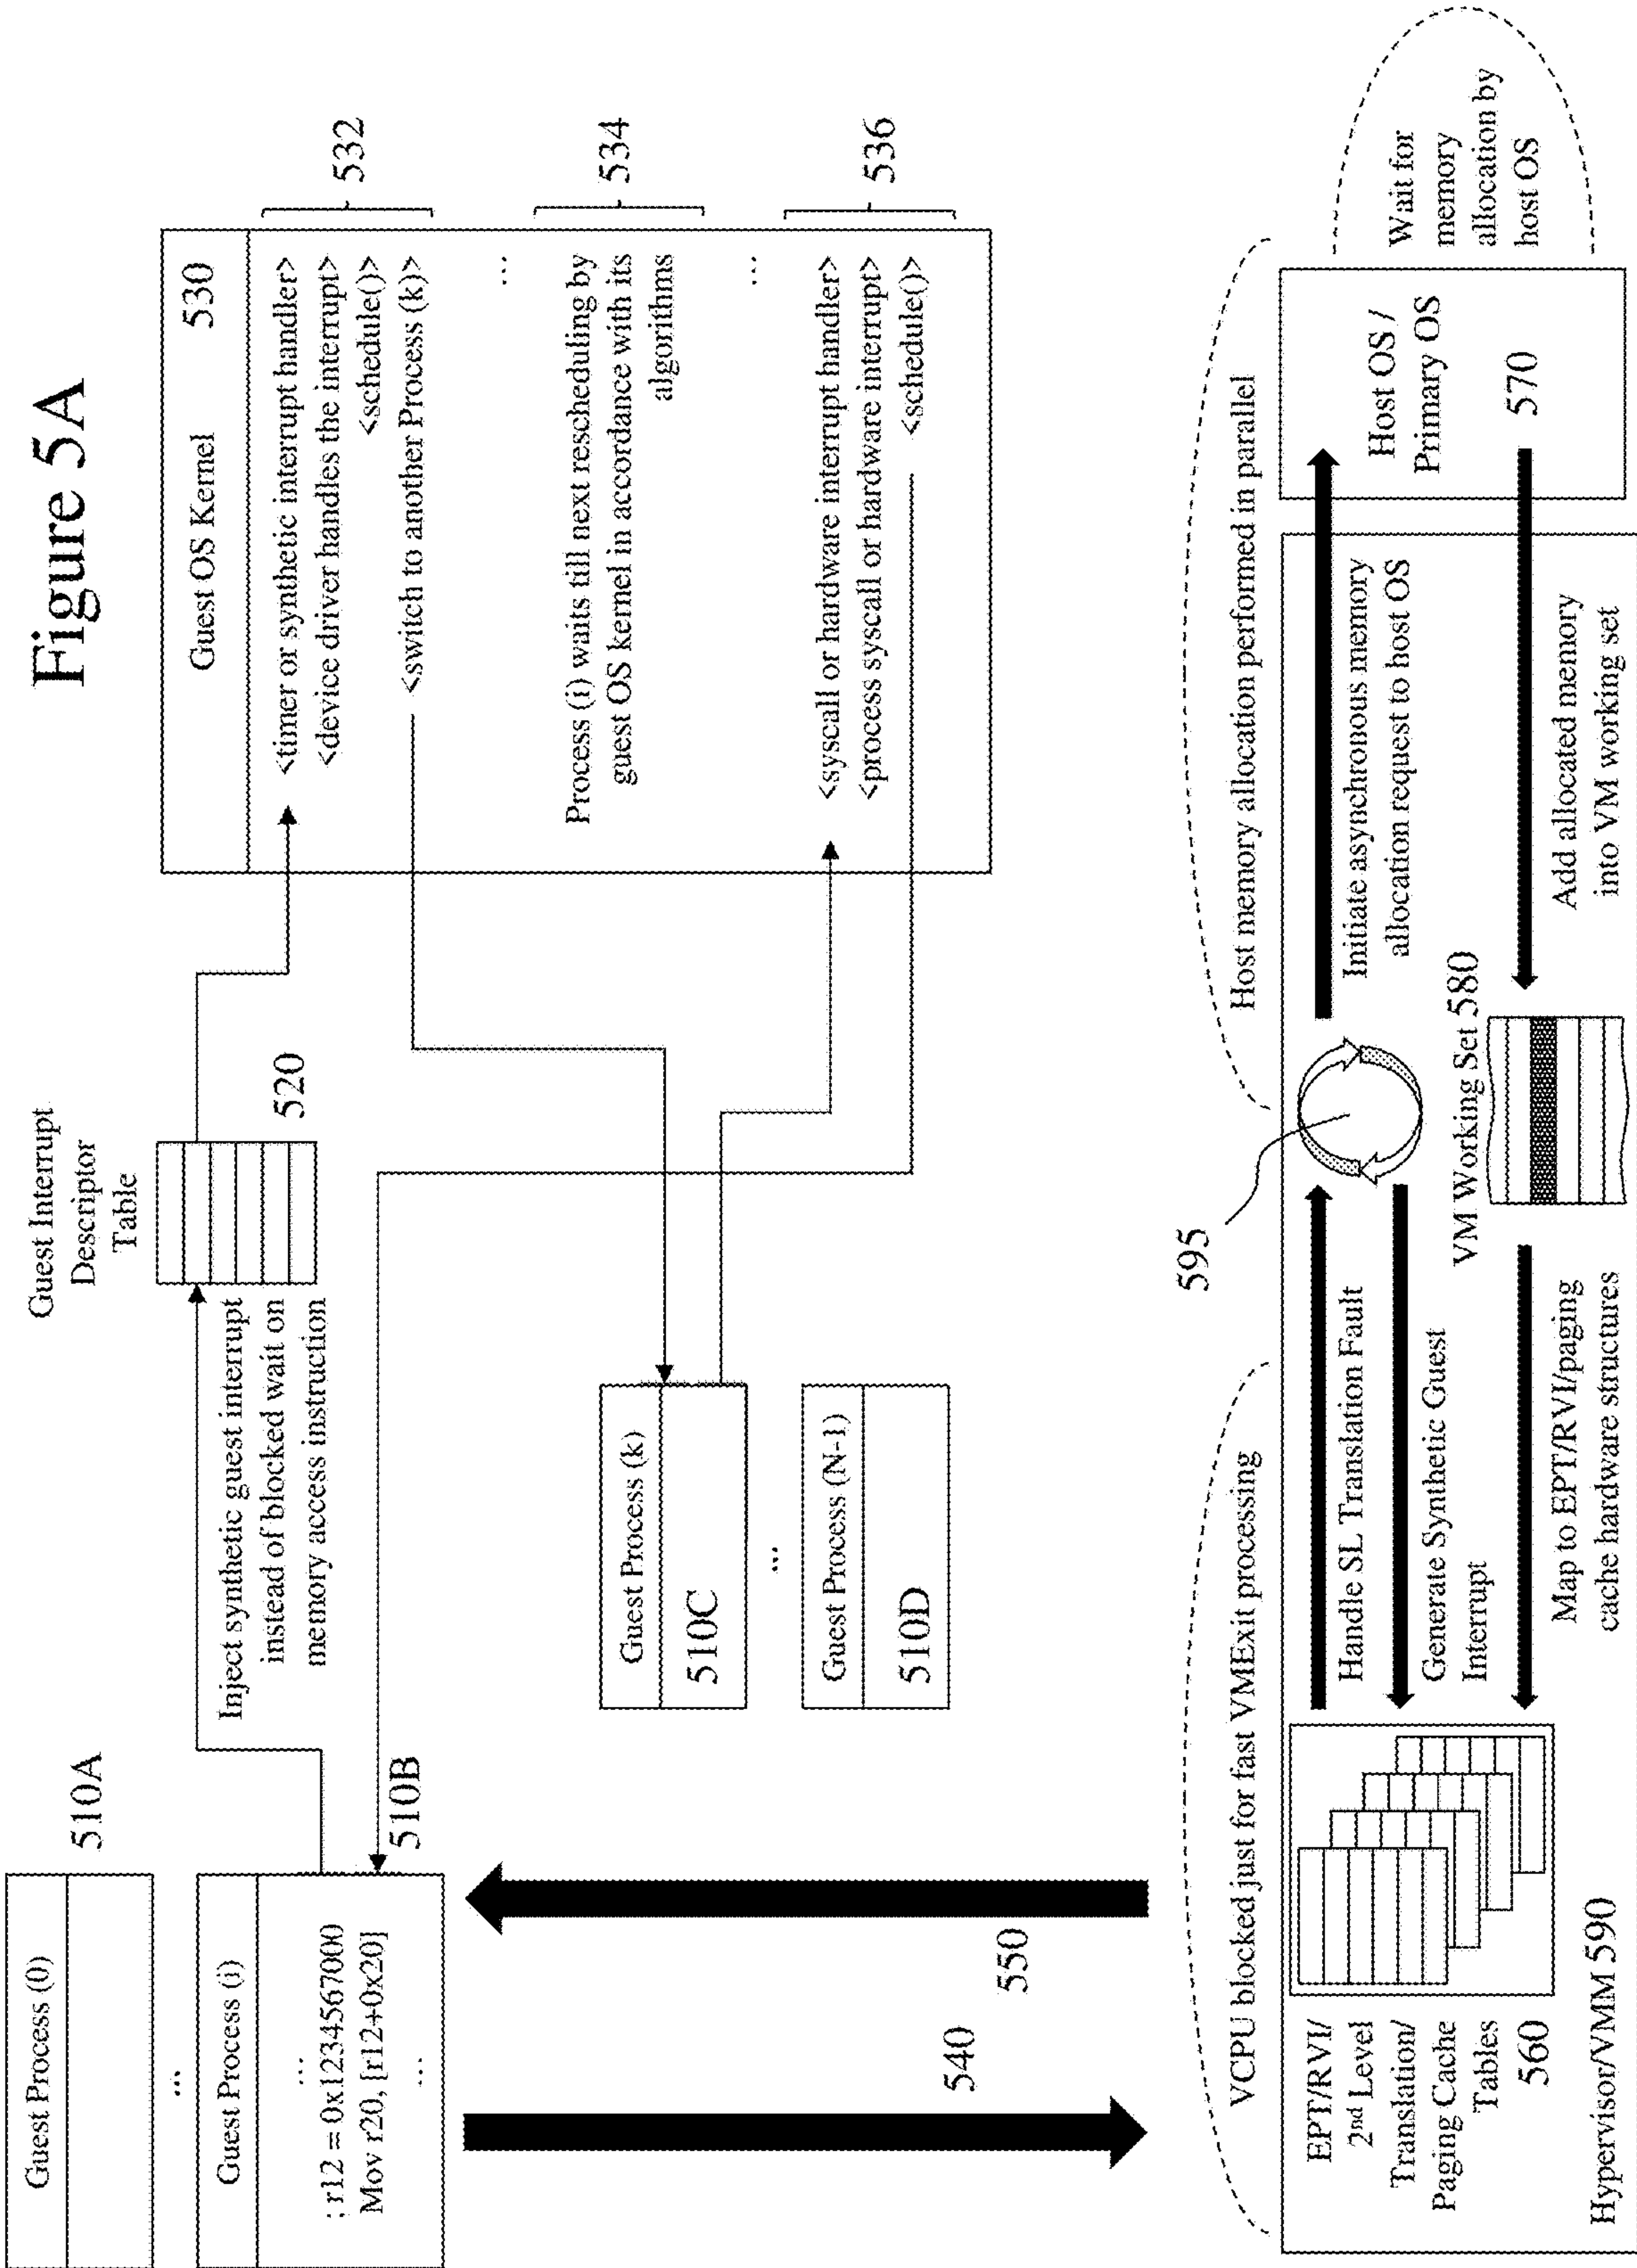 Figure 5A
Guest Process (0)
510A
...
Guest Process (i)
...
; r12 = 0x1234567000
Mov r20, [r12+0x20]
...
510B
Inject synthetic guest interrupt
instead of blocked wait on
memory access instruction
Guest Interrupt
Descriptor
Table
520
Guest OS Kernel 530
<timer or synthetic interrupt handler>
<device driver handles the interrupt>
<schedule()>
<switch to another Process (k)>
...
Process (i) waits till next rescheduling by
guest OS kernel in accordance with its
algorithms
...
<syscall or hardware interrupt handler>
<process syscall or hardware interrupt>
<schedule()>
532
534
536
Guest Process (k)
510C
...
Guest Process (N-1)
510D
540
550
VCPU blocked just for fast VMExit processing
Host memory allocation performed in parallel
595
EPT/RVI/
2nd Level
Translation/
Paging Cache
Tables
560
Handle SL Translation Fault
Generate Synthetic Guest
Interrupt
Map to EPT/RVI/paging
cache hardware structures
VM Working Set 580
Initiate asynchronous memory
allocation request to host OS
Add allocated memory
into VM working set
Host OS /
Primary OS
570
Wait for
memory
allocation by
host OS
Hypervisor/VMM 590